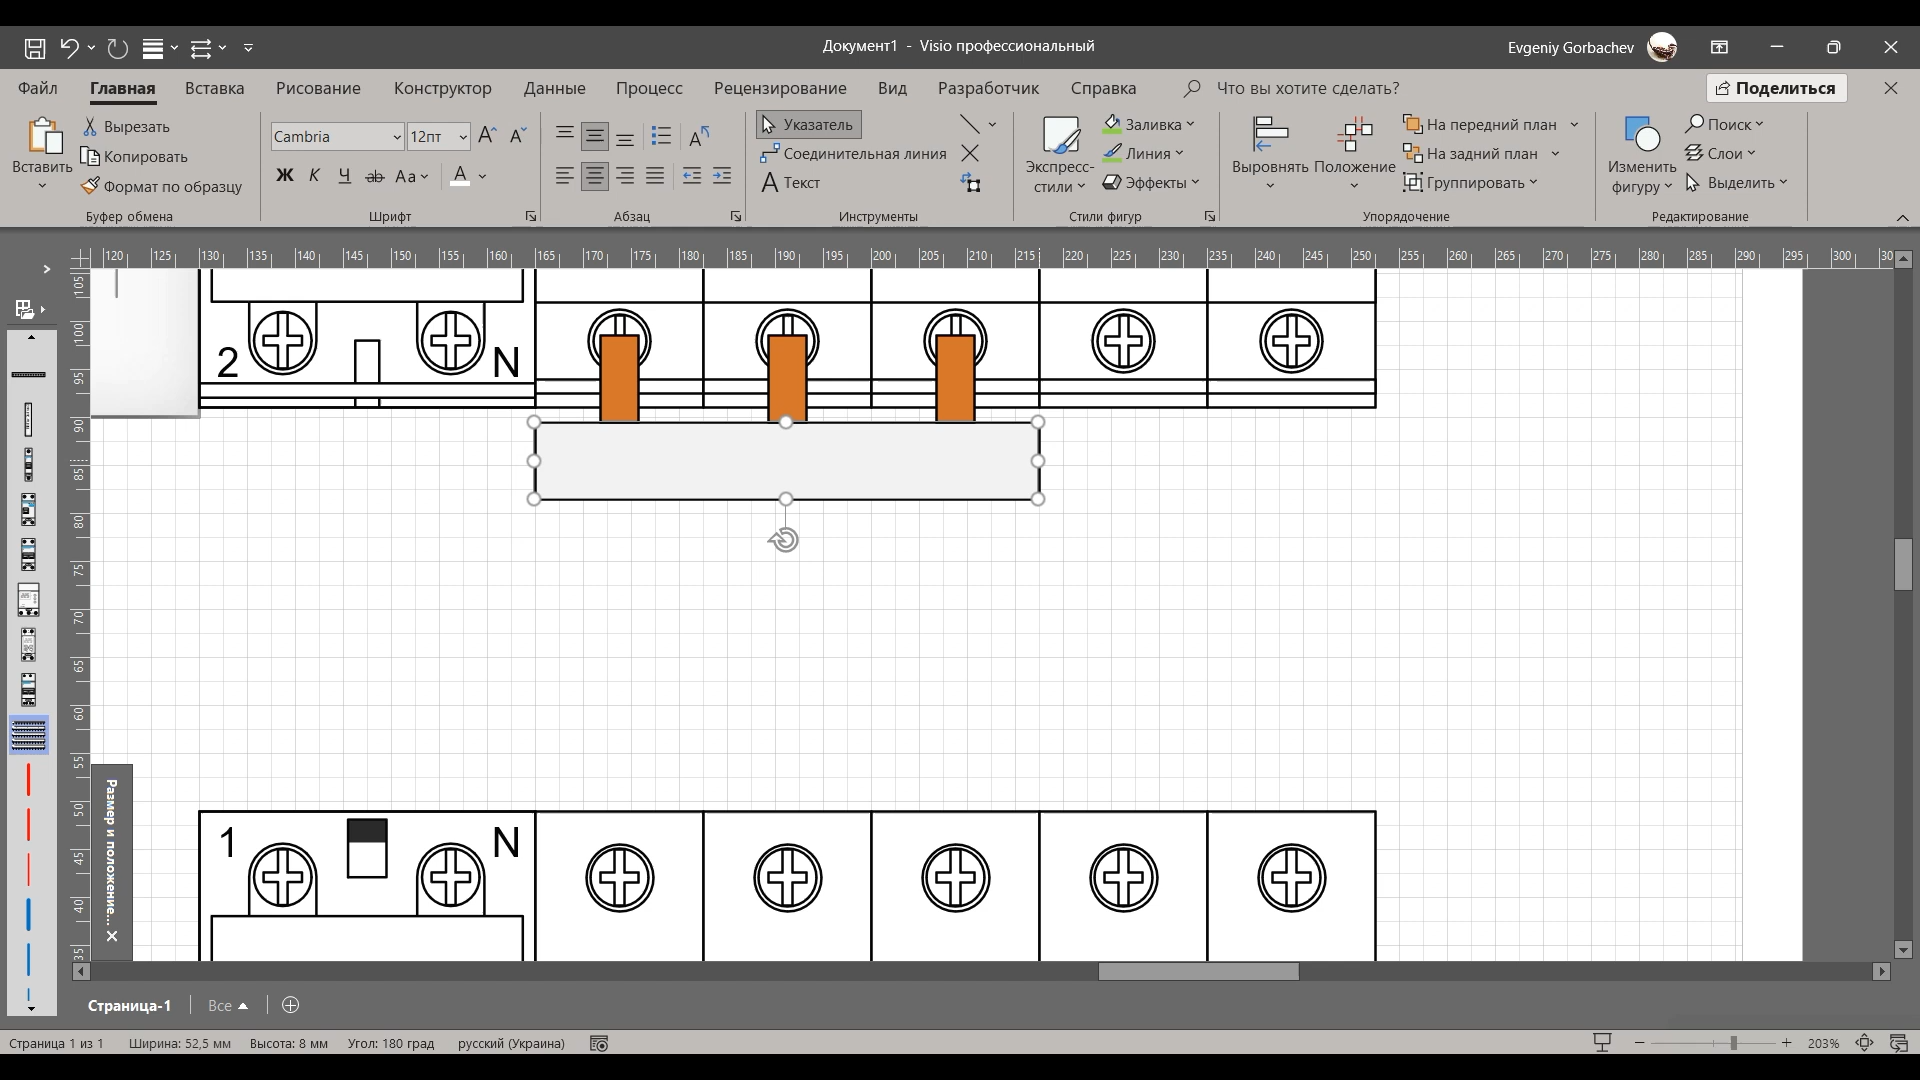 Документ1 - Visio профессиональный
Evgeniy Gorbachev
Файл Главная Вставка Рисование Конструктор Данные Процесс Рецензирование Вид Разработчик Справка Что вы хотите сделать? Поделиться
Вставить
Вырезать
Копировать
Формат по образцу
Буфер обмена
Cambria 12пт
Ж К Ч ab Aa А
Шрифт
Абзац
Указатель
Соединительная линия
Текст
Инструменты
Экспресс-
стили
Заливка
Линия
Эффекты
Стили фигур
Выровнять
Положение
На передний план
На задний план
Группировать
Упорядочение
Изменить
фигуру
Поиск
Слои
Выделить
Редактирование
120 125 130 135 140 145 150 155 160 165 170 175 180 185 190 195 200 205 210 215 220 225 230 235 240 245 250 255 260 265 270 275 280 285 290 295 300 30
105
100
95
90
85
80
75
70
65
60
55
50
45
40
35
2 N
1 N
Размер и положение...
Страница-1 Все
Страница 1 из 1 Ширина: 52,5 мм Высота: 8 мм Угол: 180 град русский (Украина) 203%